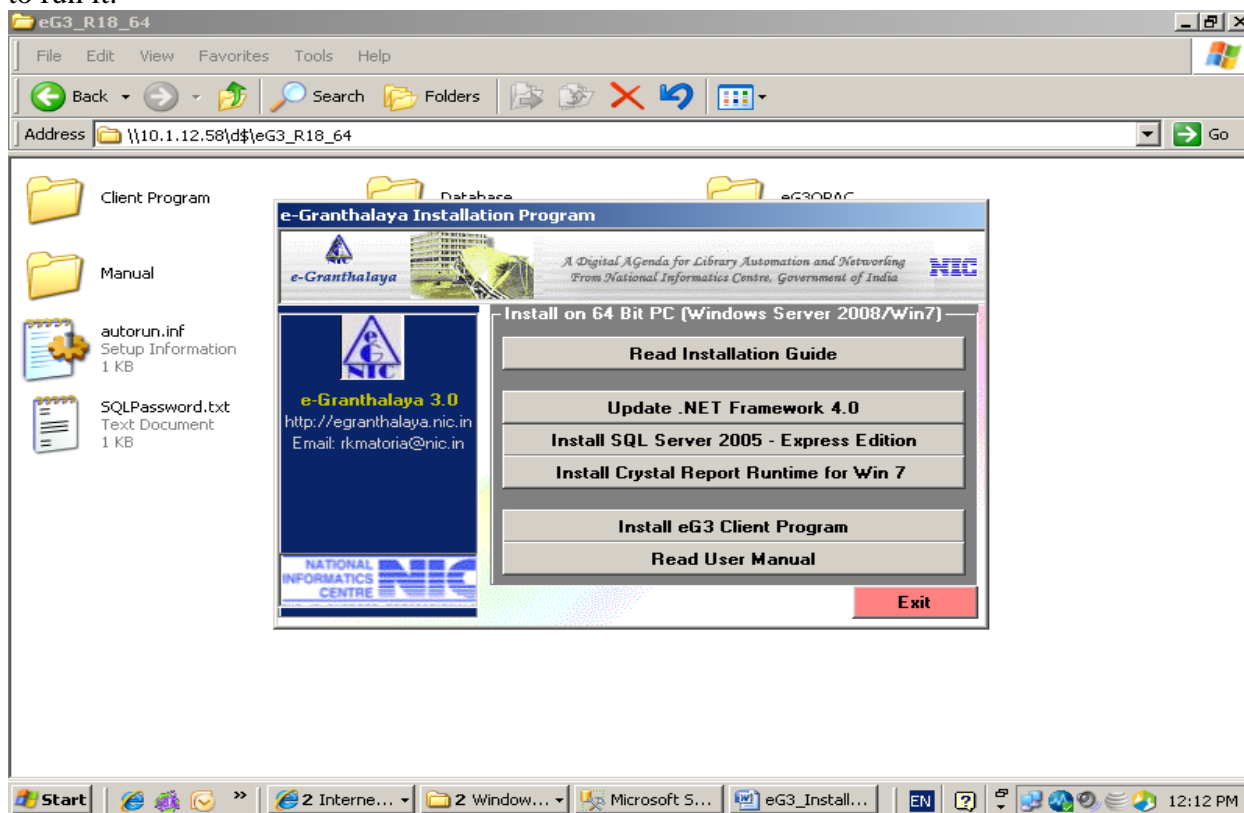 to run it.
eG3_R18_64
File Edit View Favorites Tools Help
Back Search Folders
Address \\10.1.12.58\d$\eG3_R18_64 Go
Client Program
Database
eG3OPAC
Manual
autorun.inf
Setup Information
1 KB
SQLPassword.txt
Text Document
1 KB
e-Granthalaya Installation Program
e-Granthalaya
A Digital AGenda for Library Automation and Networking
From National Informatics Centre, Government of India
NIC
e G
NIC
e-Granthalaya 3.0
http://egranthalaya.nic.in
Email: rkmatoria@nic.in
NATIONAL
INFORMATICS
CENTRE
NIC
Install on 64 Bit PC (Windows Server 2008/Win7)
Read Installation Guide
Update .NET Framework 4.0
Install SQL Server 2005 - Express Edition
Install Crystal Report Runtime for Win 7
Install eG3 Client Program
Read User Manual
Exit
Start » 2 Interne... 2 Window... Microsoft S... eG3_Install... EN 12:12 PM